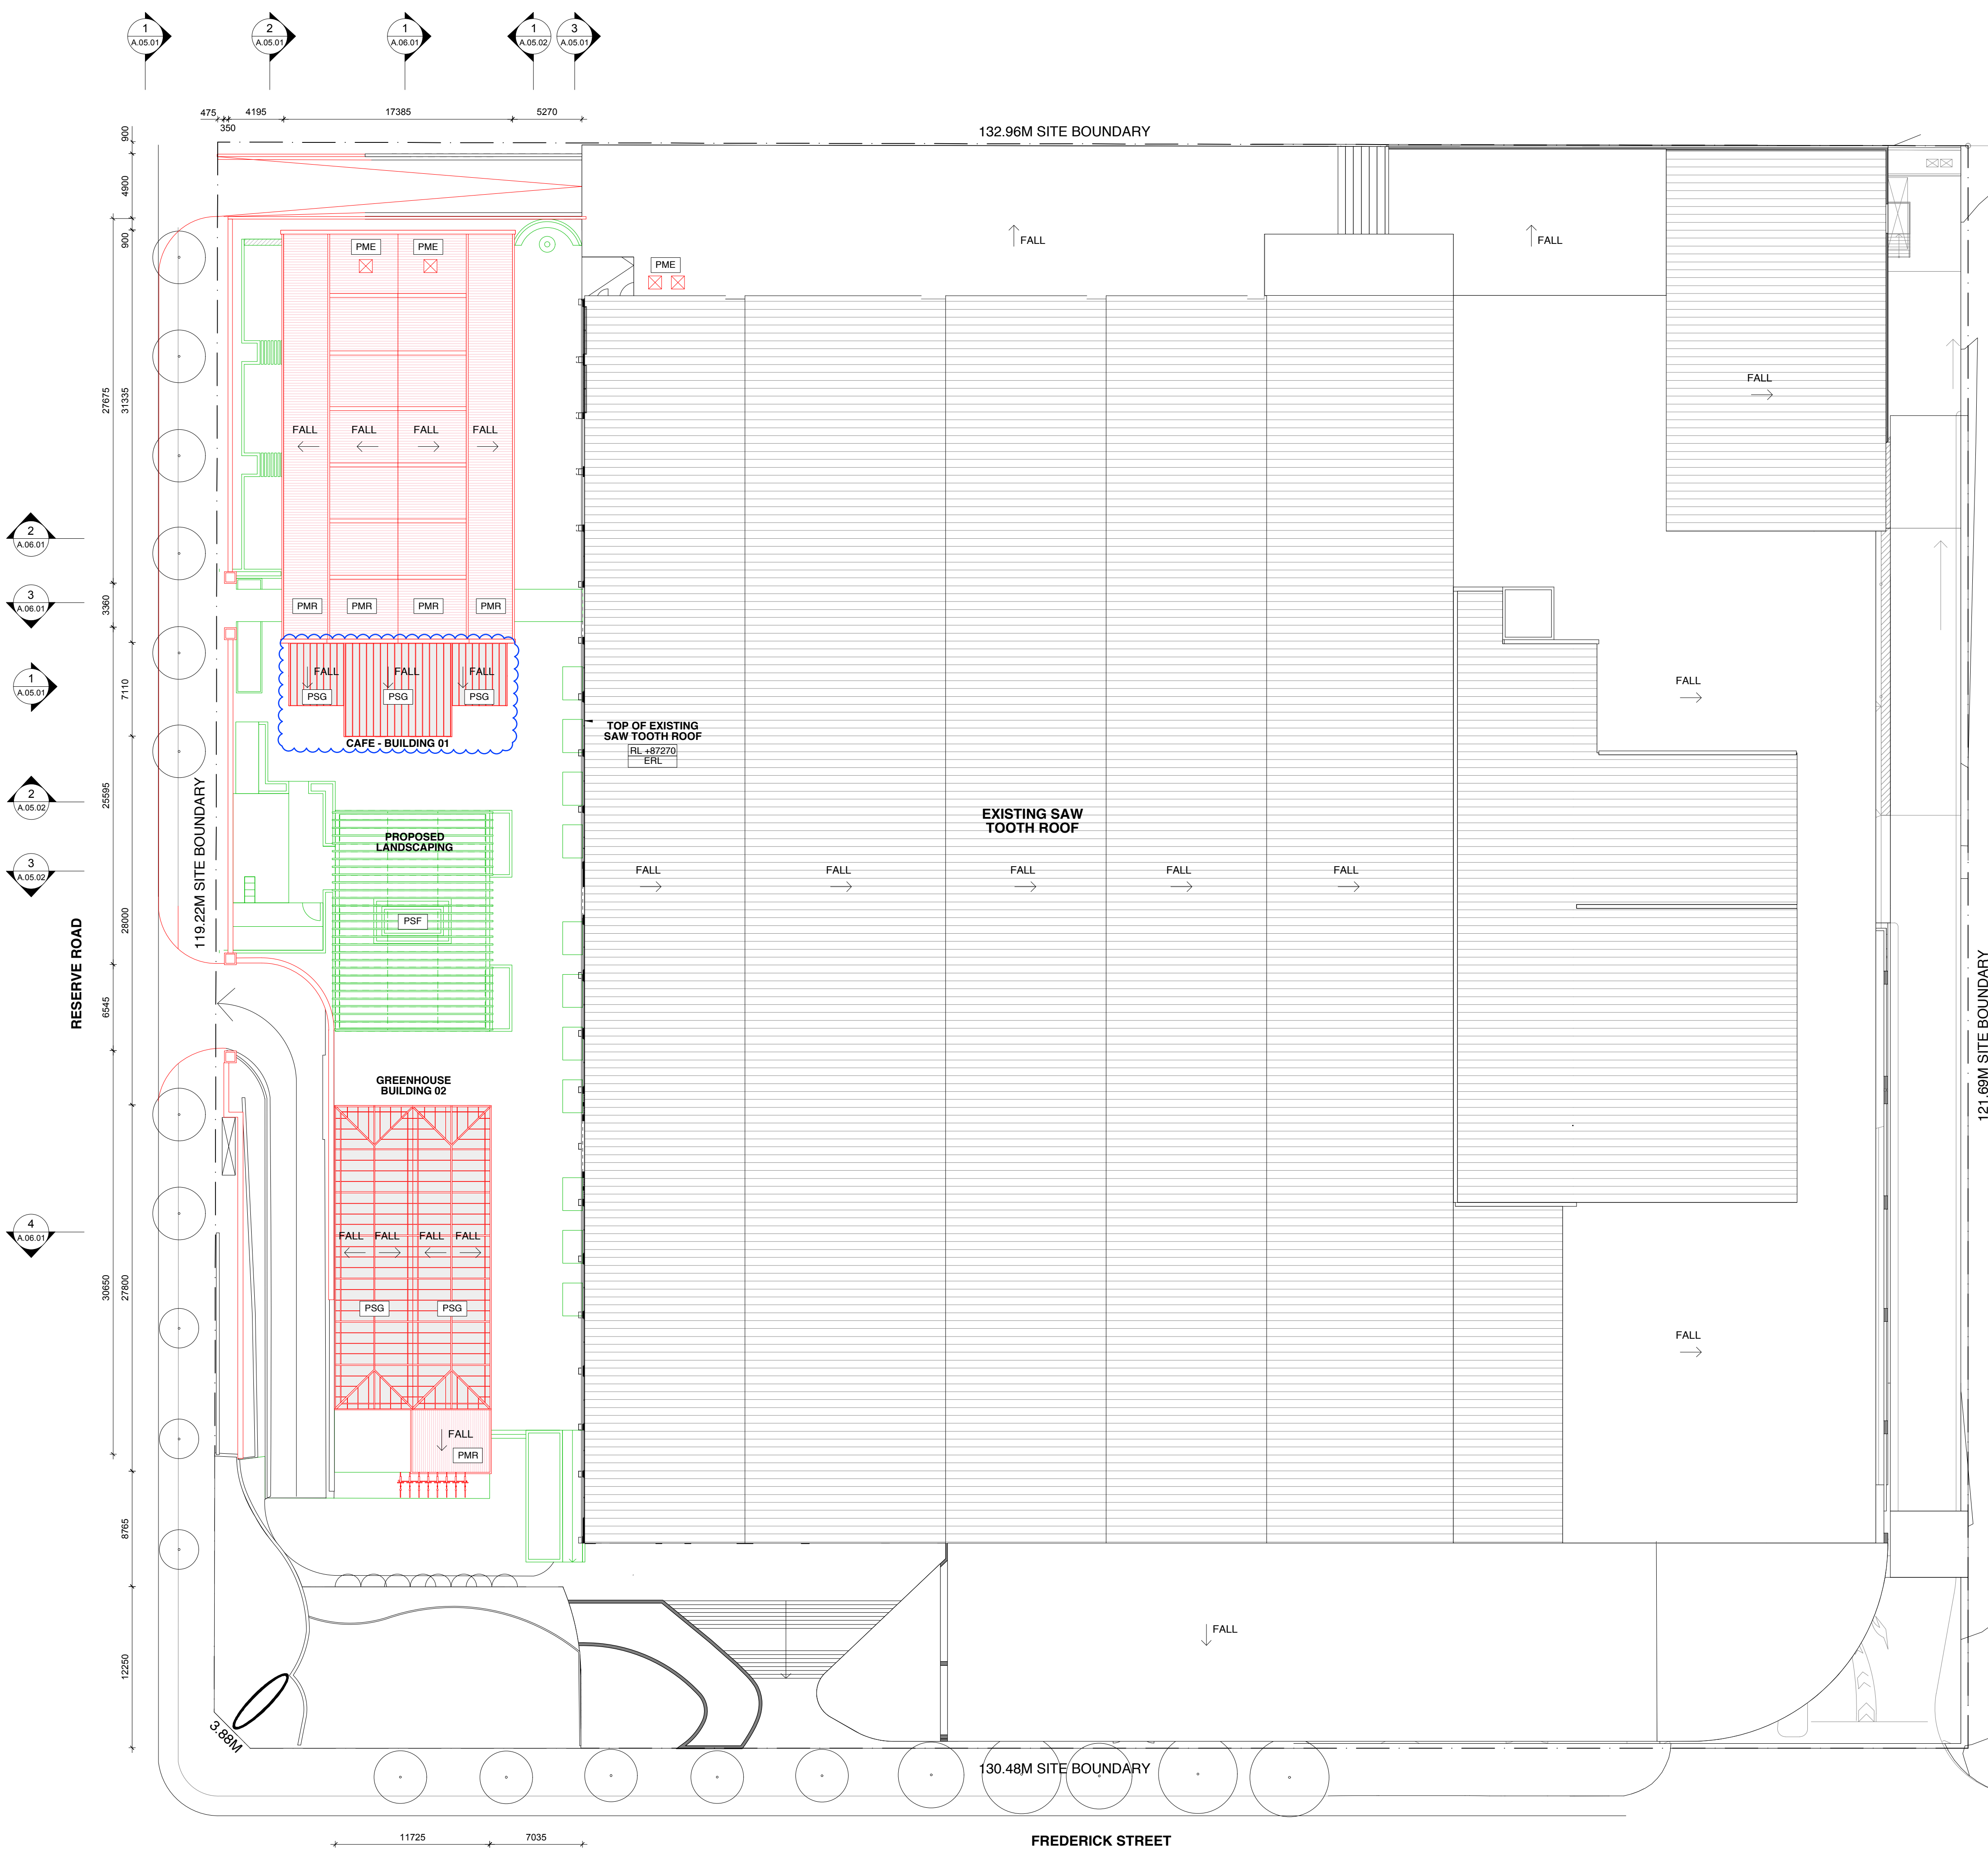 1
A.05.01
2
A.05.01
1
A.06.01
1
A.05.02
3
A.05.01
475
350
4195
17385
5270
132.96M SITE BOUNDARY
900
4900
900
27675
31335
3360
7110
25595
28000
6545
30650
27800
8765
12250
2
A.06.01
3
A.06.01
1
A.05.01
2
A.05.02
3
A.05.02
4
A.06.01
RESERVE ROAD
119.22M SITE BOUNDARY
PME
PME
PME
FALL
FALL
FALL
FALL
FALL
FALL
FALL
PMR
PMR
PMR
PMR
FALL
FALL
FALL
PSG
PSG
PSG
CAFE - BUILDING 01
TOP OF EXISTING
SAW TOOTH ROOF
RL +87270
ERL
FALL
EXISTING SAW
TOOTH ROOF
PROPOSED
LANDSCAPING
PSF
FALL
FALL
FALL
FALL
FALL
121.69M SITE BOUNDARY
GREENHOUSE
BUILDING 02
FALL
FALL
FALL
FALL
PSG
PSG
FALL
FALL
PMR
FALL
3.88M
130.48M SITE BOUNDARY
11725
7035
FREDERICK STREET